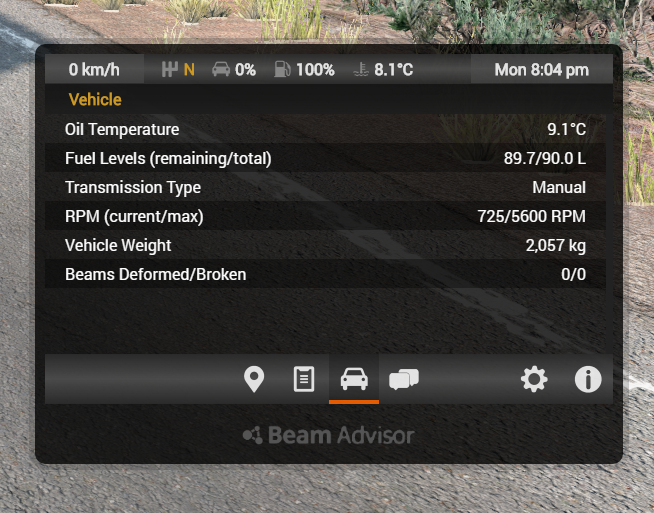 0 km/h N 0% 100% 8.1°C Mon 8:04 pm
Vehicle
Oil Temperature 9.1°C
Fuel Levels (remaining/total) 89.7/90.0 L
Transmission Type Manual
RPM (current/max) 725/5600 RPM
Vehicle Weight 2,057 kg
Beams Deformed/Broken 0/0
Beam Advisor